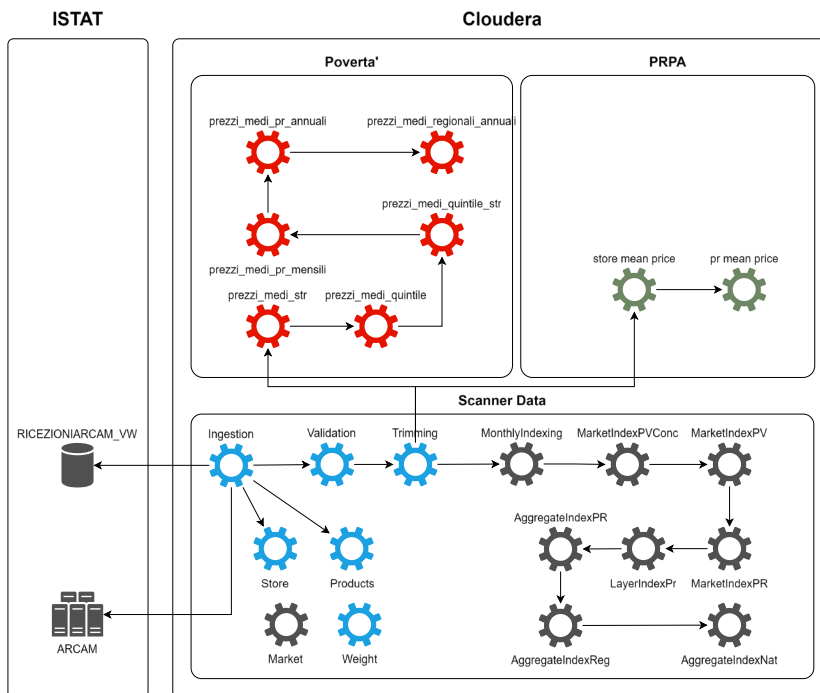 ISTAT
Cloudera
Poverta'
PRPA
prezzi_medi_pr_annuali
prezzi_medi_regionali_annuali
prezzi_medi_quintile_str
prezzi_medi_pr_mensili
store mean price
pr mean price
prezzi_medi_str
prezzi_medi_quintile
Scanner Data
RICEZIONIARCAM_VW
Ingestion
Validation
Trimming
MonthlyIndexing
MarketIndexPVConc
MarketIndexPV
AggregateIndexPR
Store
Products
LayerIndexPr
MarketIndexPR
ARCAM
Market
Weight
AggregateIndexReg
AggregateIndexNat